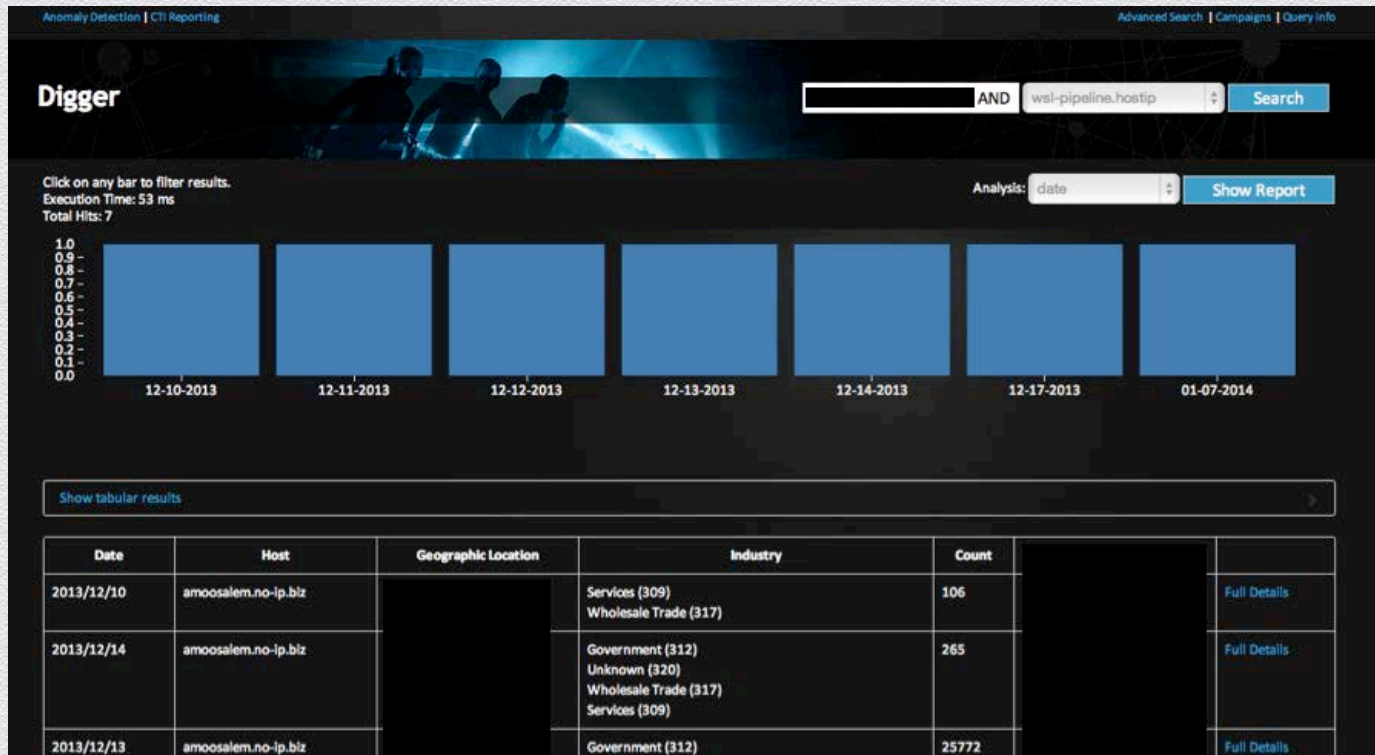 Anomaly Detection | CTI Reporting
Advanced Search | Campaigns | Query Info
Digger
AND
wsl-pipeline.hostip
Search
Click on any bar to filter results.
Execution Time: 53 ms
Total Hits: 7
Analysis:
date
Show Report
1.0
0.9
0.8
0.7
0.6
0.5
0.4
0.3
0.2
0.1
0.0
12-10-2013 12-11-2013 12-12-2013 12-13-2013 12-14-2013 12-17-2013 01-07-2014
Show tabular results
Date Host Geographic Location Industry Count
2013/12/10 amoosalem.no-ip.biz Services (309) 106 Full Details
Wholesale Trade (317)
2013/12/14 amoosalem.no-ip.biz Government (312) 265 Full Details
Unknown (320)
Wholesale Trade (317)
Services (309)
2013/12/13 amoosalem.no-ip.biz Government (312) 25772 Full Details